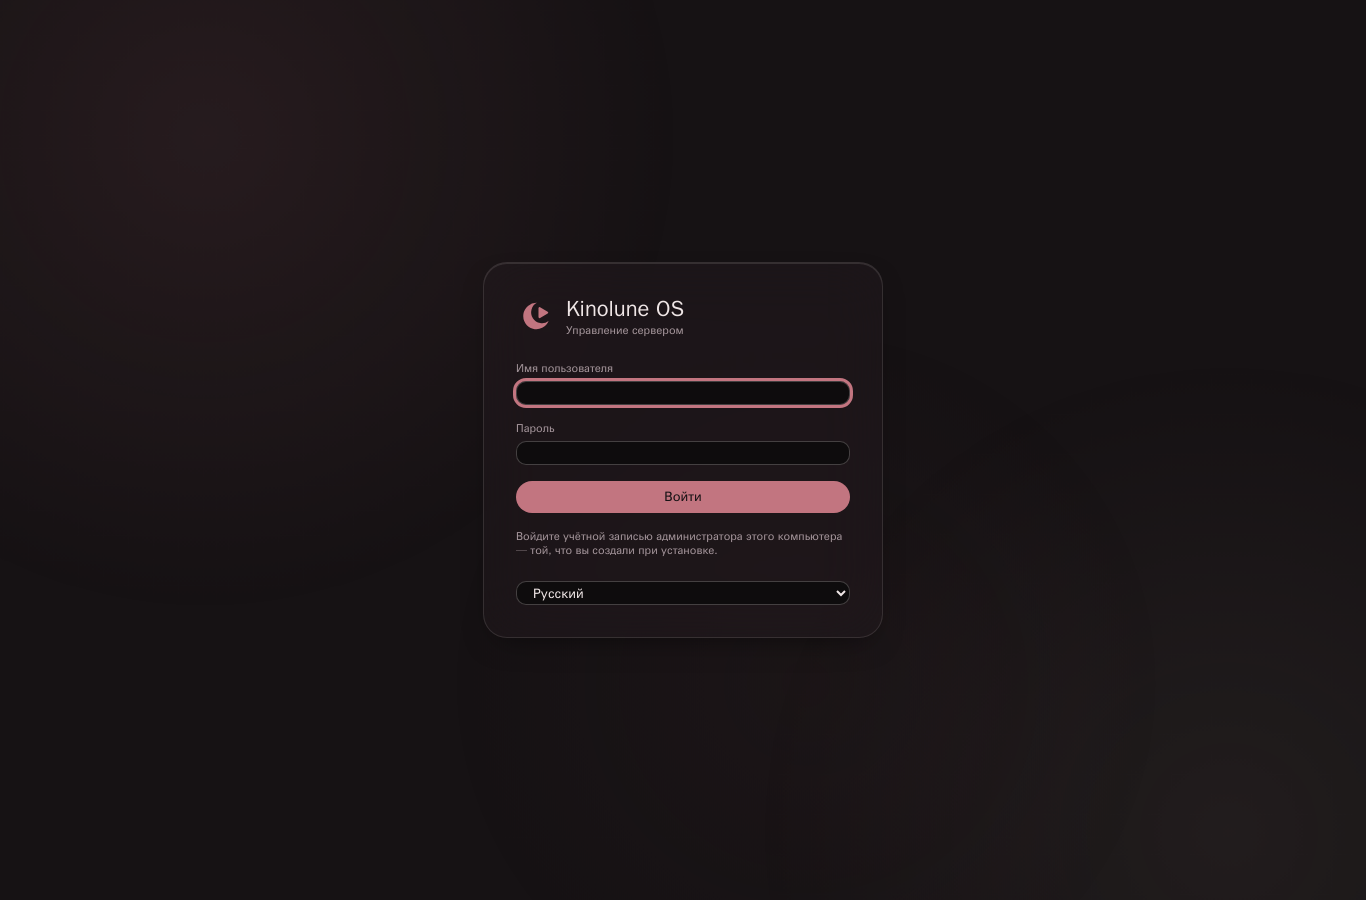 Kinolune OS
Управление сервером
Имя пользователя
Пароль
Войти
Войдите учётной записью администратора этого компьютера
— той, что вы создали при установке.
Русский